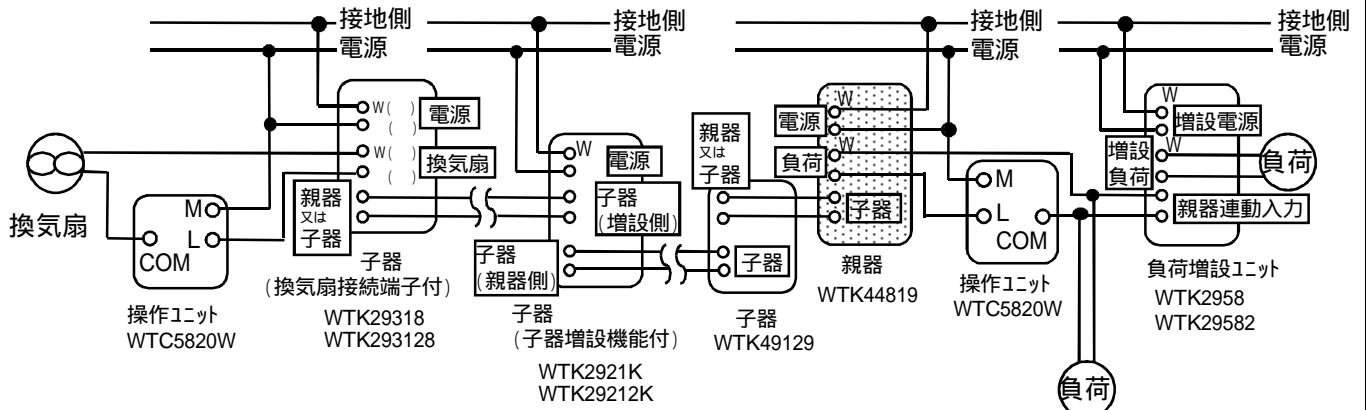 接地側
電源
接地側
電源
接地側
電源
接地側
電源
換気扇
M
L
COM
操作ユニット
WTC5820W
W( )
( )
電源
W( )
( )
換気扇
親器
又は
子器
子器
(換気扇接続端子付)
WTK29318
WTK293128
W
電源
子器
(増設側)
子器
(親器側)
子器
(子器増設機能付)
WTK2921K
WTK29212K
親器
又は
子器
子器
子器
WTK49129
W
電源
W
負荷
子器
親器
WTK44819
M
L
COM
操作ユニット
WTC5820W
負荷
W
増設電源
W
増設
負荷
親器連動入力
負荷
負荷増設ユニット
WTK2958
WTK29582